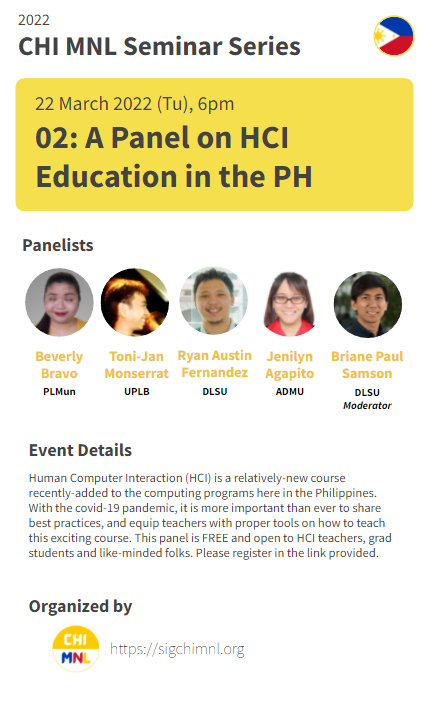 2022
CHI MNL Seminar Series
22 March 2022 (Tu), 6pm
02: A Panel on HCI
Education in the PH
Panelists
Beverly
Bravo
PLMun
Toni-Jan
Monserrat
UPLB
Ryan Austin
Fernandez
DLSU
Jenilyn
Agapito
ADMU
Briane Paul
Samson
DLSU
Moderator
Event Details
Human Computer Interaction (HCI) is a relatively-new course
recently-added to the computing programs here in the Philippines.
With the covid-19 pandemic, it is more important than ever to share
best practices, and equip teachers with proper tools on how to teach
this exciting course. This panel is FREE and open to HCI teachers, grad
students and like-minded folks. Please register in the link provided.
Organized by
CHI
MNL
https://sigchimnl.org